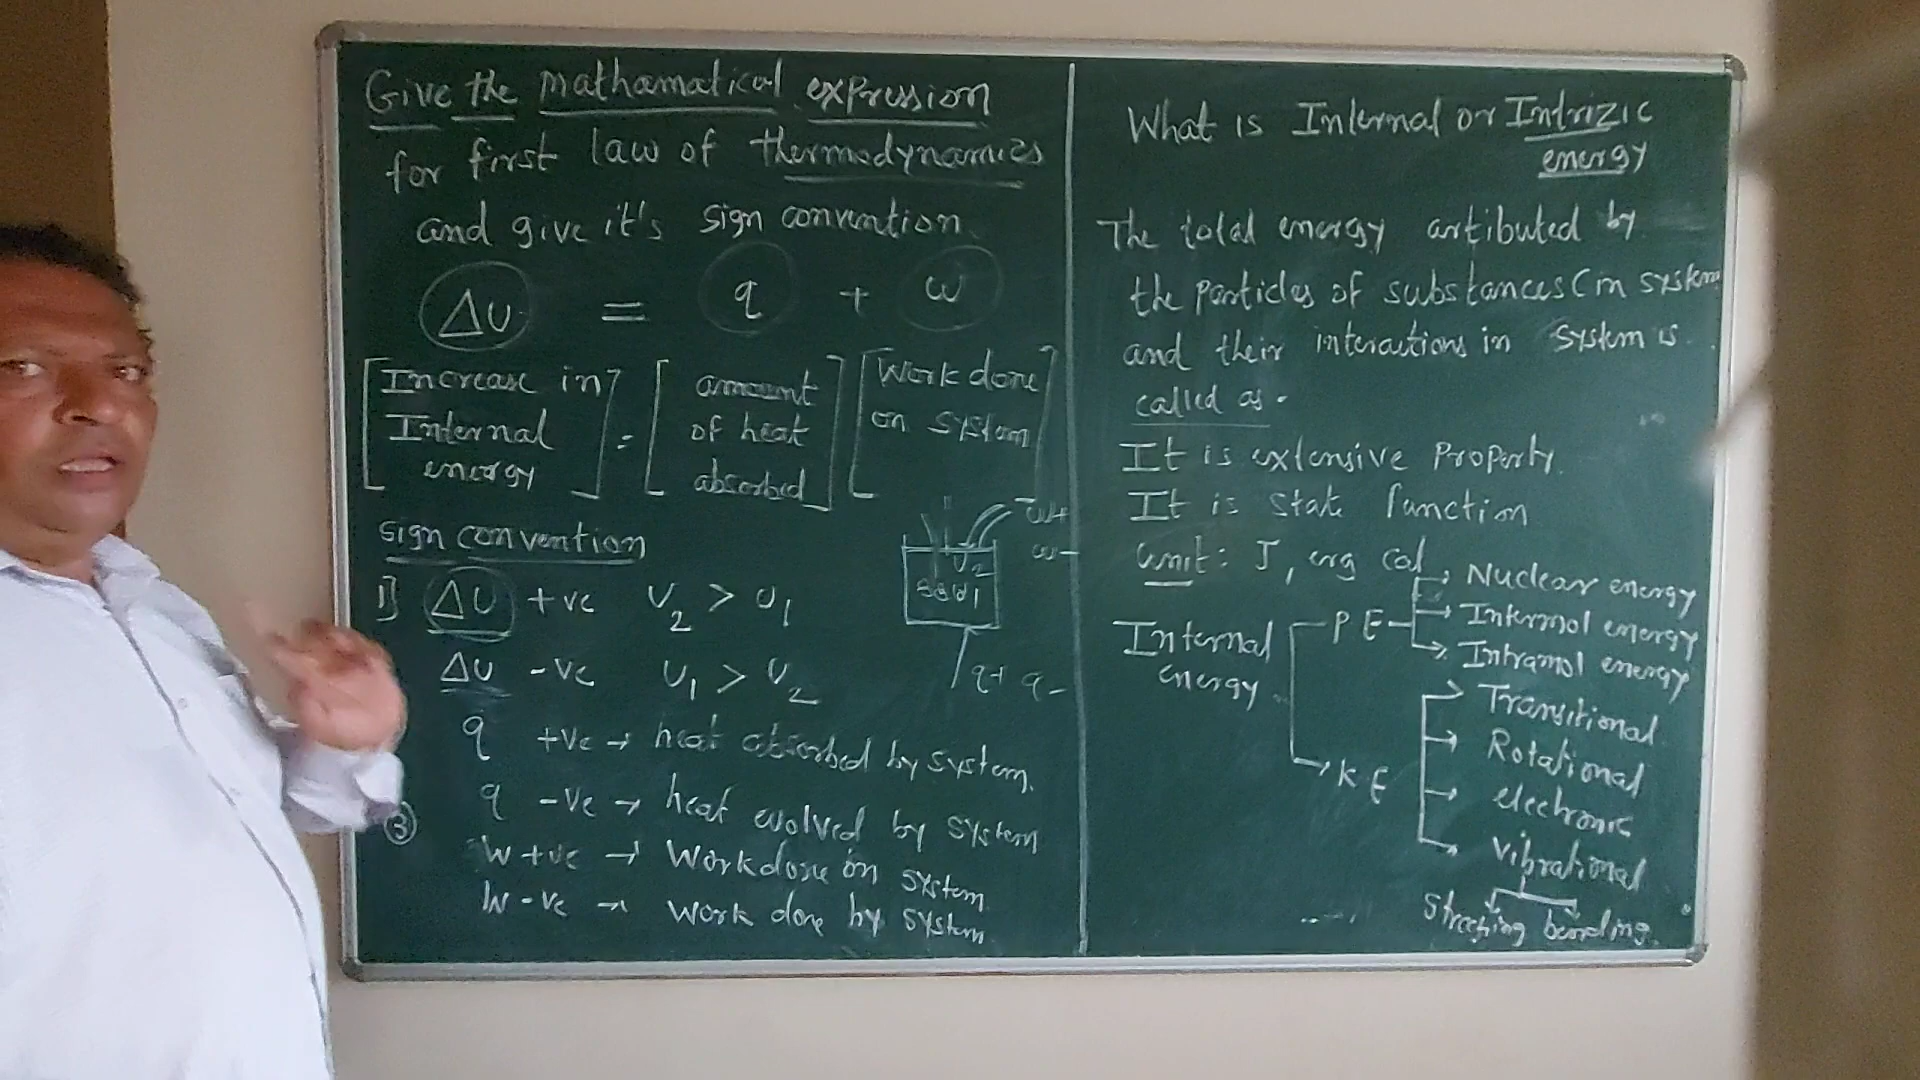 Give the mathamatical expression
for first law of thermodynamics
and give it's sign convention.
ΔU = q + w
[Increase in Internal energy] = [amount of heat absorbed] [Work done on system]
sign convention
1] ΔU +ve U2 > U1
ΔU -ve U1 > U2
q +ve → heat absorbed by system.
q -ve → heat evolved by system
③
W +ve → Work done on system
W -ve → Work done by system
w+
w-
U2
U1
q+ q-
What is Internal or Intrizic
energy
The total energy artibuted by
the particles of substances (in system
and their interactions in system is
called as.
It is extensive Property.
It is state function
unit: J, erg cal
Internal energy
PE
Nuclear energy
Intermol energy
Intramol energy
KE
Transitional
Rotational
electronic
Vibrational
Streching bending.